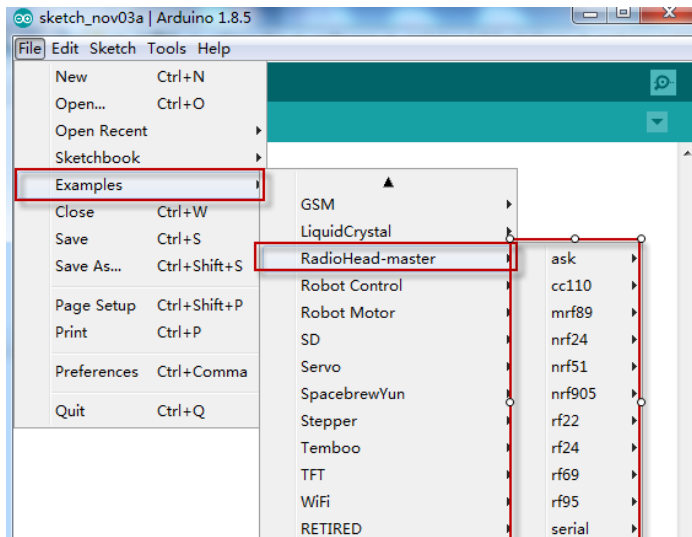 sketch_nov03a | Arduino 1.8.5
File Edit Sketch Tools Help
New Ctrl+N
Open... Ctrl+O
Open Recent
Sketchbook
Examples
Close Ctrl+W
Save Ctrl+S
Save As... Ctrl+Shift+S
Page Setup Ctrl+Shift+P
Print Ctrl+P
Preferences Ctrl+Comma
Quit Ctrl+Q
GSM
LiquidCrystal
RadioHead-master
Robot Control
Robot Motor
SD
Servo
SpacebrewYun
Stepper
Temboo
TFT
WiFi
RETIRED
ask
cc110
mrf89
nrf24
nrf51
nrf905
rf22
rf24
rf69
rf95
serial